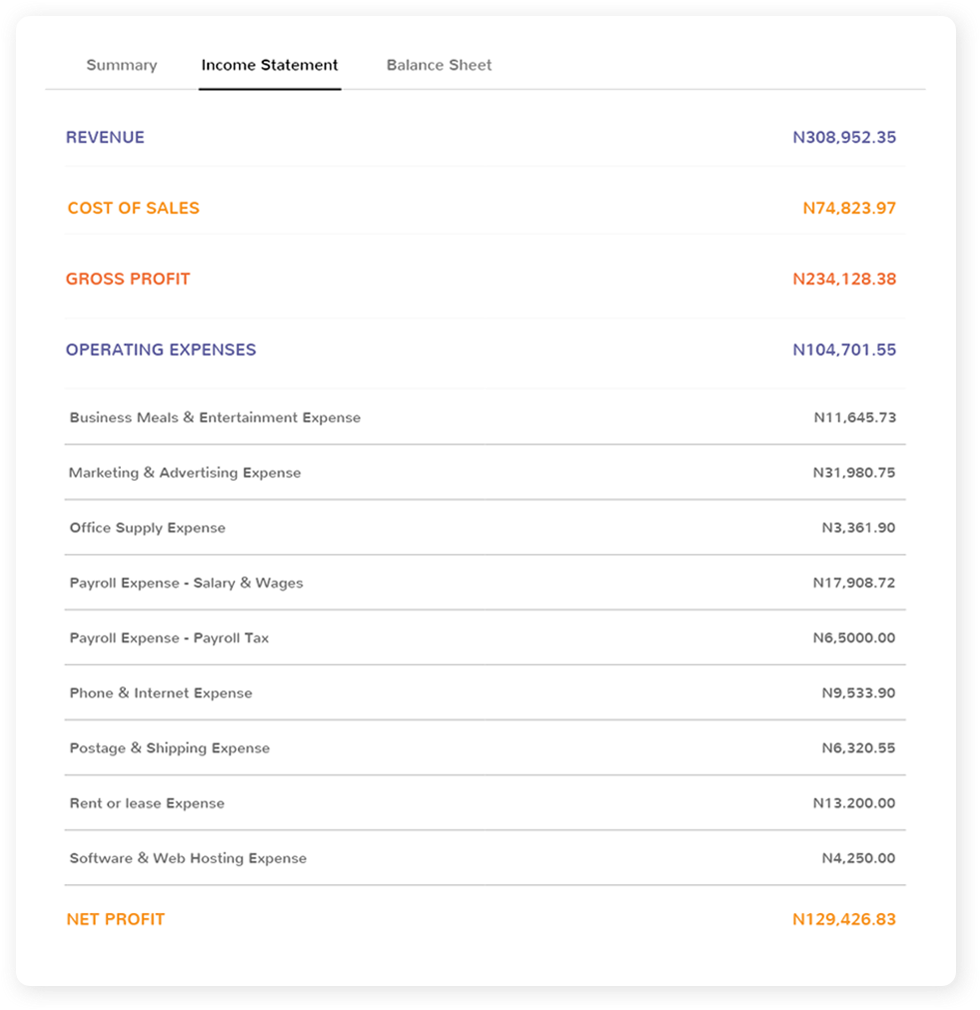 Summary Income Statement Balance Sheet
REVENUE N308,952.35
COST OF SALES N74,823.97
GROSS PROFIT N234,128.38
OPERATING EXPENSES N104,701.55
Business Meals & Entertainment Expense N11,645.73
Marketing & Advertising Expense N31,980.75
Office Supply Expense N3,361.90
Payroll Expense - Salary & Wages N17,908.72
Payroll Expense - Payroll Tax N6,5000.00
Phone & Internet Expense N9,533.90
Postage & Shipping Expense N6,320.55
Rent or lease Expense N13.200.00
Software & Web Hosting Expense N4,250.00
NET PROFIT N129,426.83